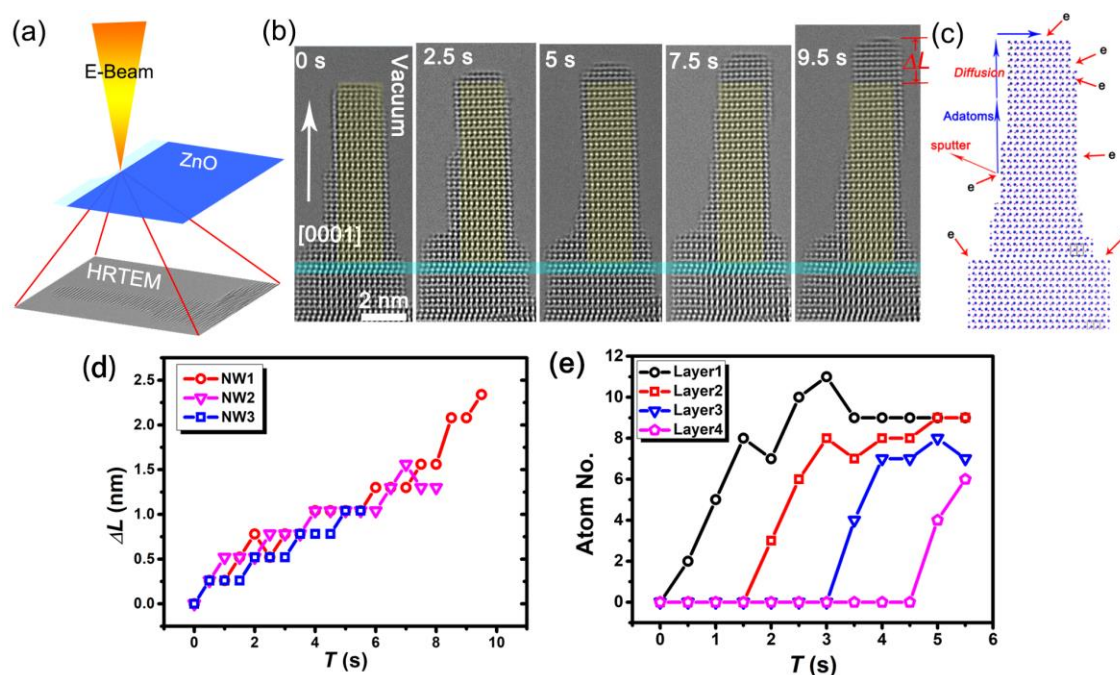 (a)
E-Beam
ZnO
HRTEM
(b)
0 s
Vacuum
[0001]
2 nm
2.5 s
5 s
7.5 s
9.5 s
ΔL
(c)
e
Diffusion
e
e
Adatoms
sputter
e
e
e
e
(d)
NW1
NW2
NW3
2.5
2.0
1.5
1.0
0.5
0.0
ΔL (nm)
0 2 4 6 8 10
T (s)
(e)
Layer1
Layer2
Layer3
Layer4
12
11
10
8
6
4
2
0
Atom No.
0 1 2 3 4 5 6
T (s)